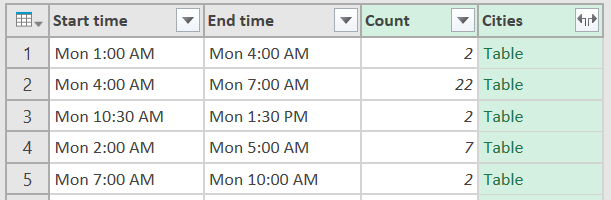 Start time End time Count Cities
1 Mon 1:00 AM Mon 4:00 AM 2 Table
2 Mon 4:00 AM Mon 7:00 AM 22 Table
3 Mon 10:30 AM Mon 1:30 PM 2 Table
4 Mon 2:00 AM Mon 5:00 AM 7 Table
5 Mon 7:00 AM Mon 10:00 AM 2 Table